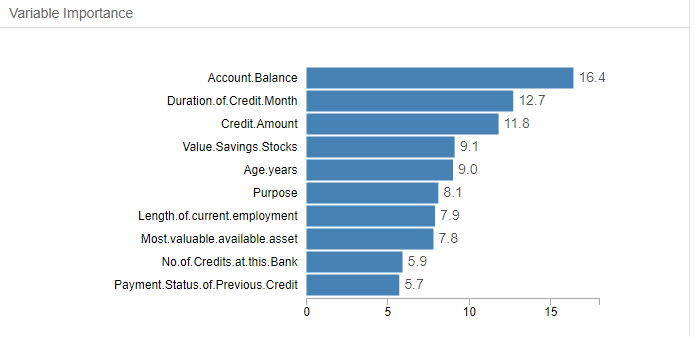 Variable Importance
Account.Balance 16.4
Duration.of.Credit.Month 12.7
Credit.Amount 11.8
Value.Savings.Stocks 9.1
Age.years 9.0
Purpose 8.1
Length.of.current.employment 7.9
Most.valuable.available.asset 7.8
No.of.Credits.at.this.Bank 5.9
Payment.Status.of.Previous.Credit 5.7
0 5 10 15